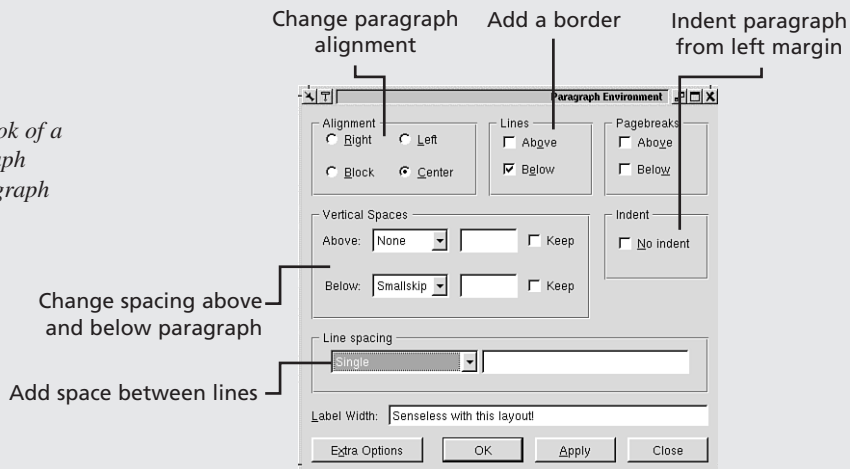 Change paragraph
alignment
Add a border
Indent paragraph
from left margin
of a
Paragraph Environment
Alignment
Right
Left
Block
Center
Lines
Above
Below
Pagebreaks
Above
Below
Vertical Spaces
Above: None Keep
Below: Smallskip Keep
Indent
No indent
Change spacing above
and below paragraph
Line spacing
Single
Add space between lines
Label Width: Senseless with this layout!
Extra Options OK Apply Close